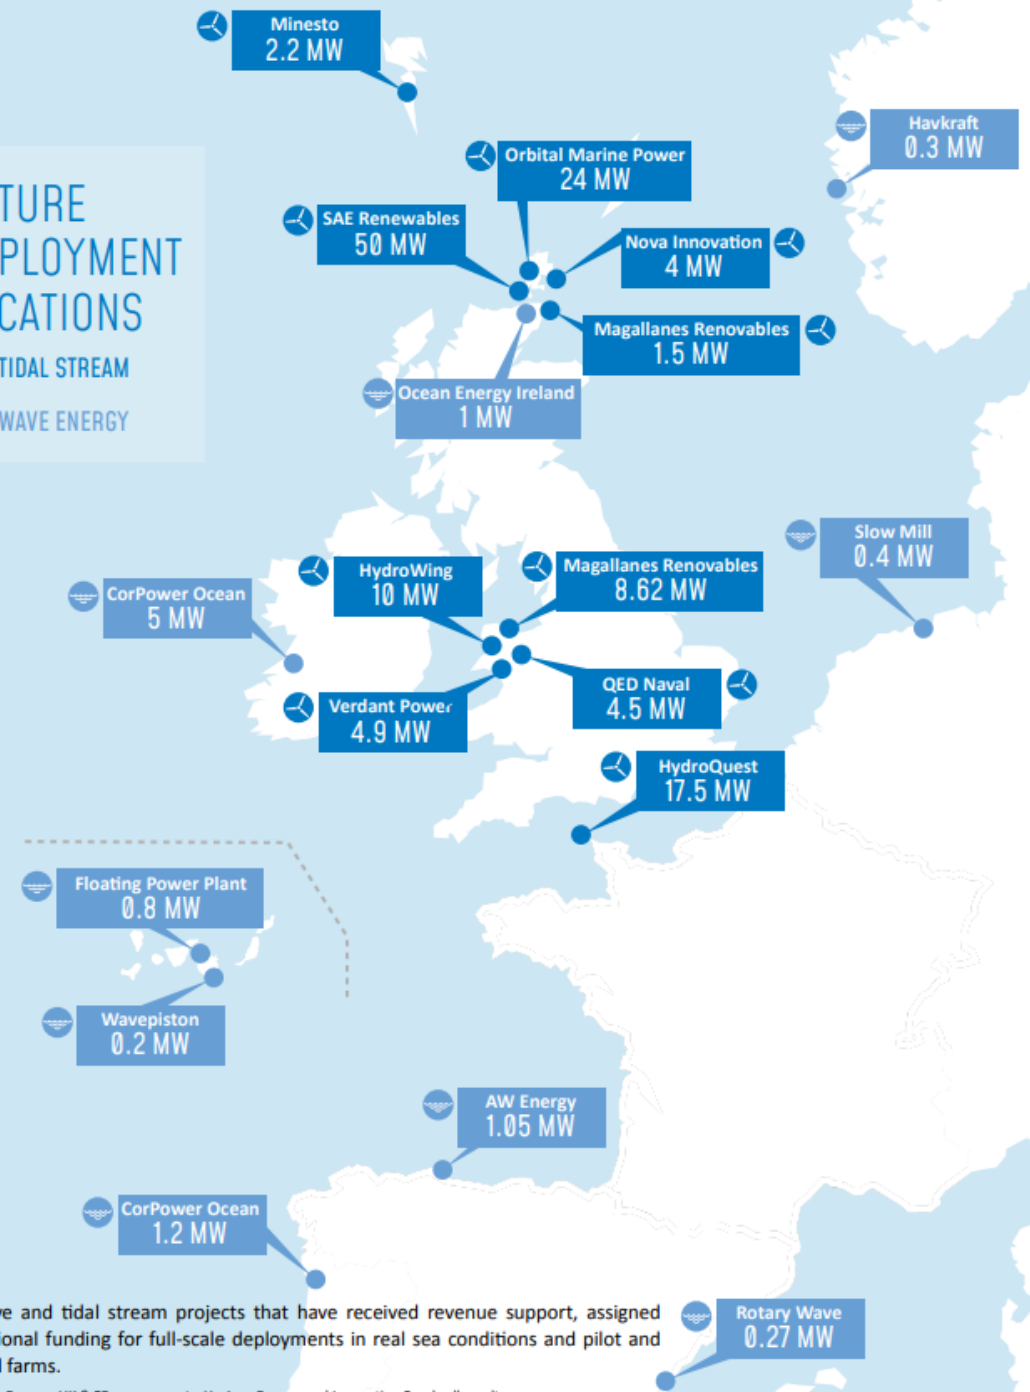 Minesto
2.2 MW
Havkraft
0.3 MW
Orbital Marine Power
24 MW
TURE
PLOYMENT
CATIONS
TIDAL STREAM
WAVE ENERGY
SAE Renewables
50 MW
Nova Innovation
4 MW
Magallanes Renovables
1.5 MW
Ocean Energy Ireland
1 MW
Slow Mill
0.4 MW
HydroWing
10 MW
Magallanes Renovables
8.62 MW
CorPower Ocean
5 MW
QED Naval
4.5 MW
Verdant Power
4.9 MW
HydroQuest
17.5 MW
Floating Power Plant
0.8 MW
Wavepiston
0.2 MW
AW Energy
1.05 MW
CorPower Ocean
1.2 MW
ve and tidal stream projects that have received revenue support, assigned
ional funding for full-scale deployments in real sea conditions and pilot and
l farms.
Rotary Wave
0.27 MW